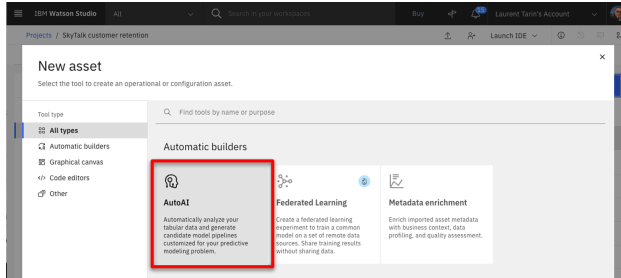 IBM Watson Studio All Search in your workspaces Buy 15 Laurent Tarin's Account
Projects / SkyTalk customer retention Launch IDE
New asset
Select the tool to create an operational or configuration asset.
Tool type
All types
Automatic builders
Graphical canvas
Code editors
Other
Find tools by name or purpose
Automatic builders
AutoAI
Automatically analyze your
tabular data and generate
candidate model pipelines
customized for your predictive
modeling problem.
Federated Learning
Create a federated learning
experiment to train a common
model on a set of remote data
sources. Share training results
without sharing data.
Metadata enrichment
Enrich imported asset metadata
with business context, data
profiling, and quality assessment.